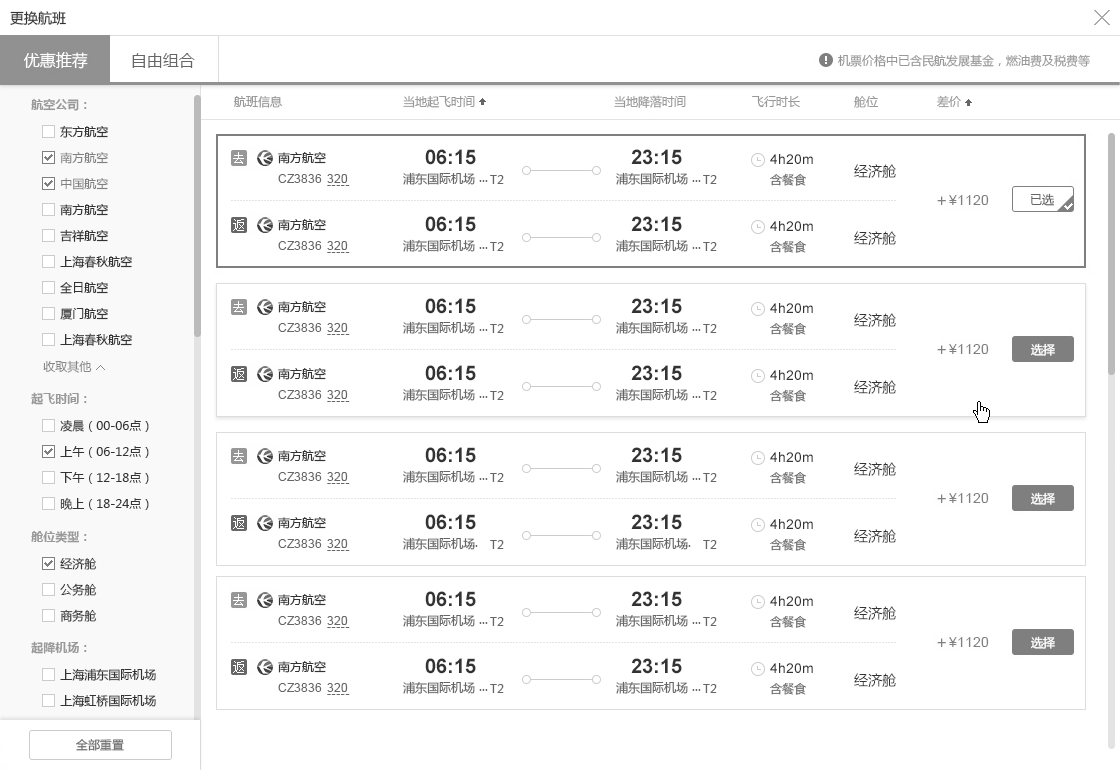 更换航班
优惠推荐 自由组合 机票价格中已含民航发展基金，燃油费及税费等
航空公司：
东方航空
南方航空
中国航空
南方航空
吉祥航空
上海春秋航空
全日航空
厦门航空
上海春秋航空
收取其他
起飞时间：
凌晨（00-06点）
上午（06-12点）
下午（12-18点）
晚上（18-24点）
舱位类型：
经济舱
公务舱
商务舱
起降机场：
上海浦东国际机场
上海虹桥国际机场
全部重置
航班信息 当地起飞时间 当地降落时间 飞行时长 舱位 差价
去 南方航空 06:15 23:15 4h20m 经济舱
CZ3836 320 浦东国际机场 ...T2 浦东国际机场 ...T2 含餐食
+¥1120 已选
返 南方航空 06:15 23:15 4h20m 经济舱
CZ3836 320 浦东国际机场 ...T2 浦东国际机场 ...T2 含餐食
去 南方航空 06:15 23:15 4h20m 经济舱
CZ3836 320 浦东国际机场 ...T2 浦东国际机场 ...T2 含餐食
+¥1120 选择
返 南方航空 06:15 23:15 4h20m 经济舱
CZ3836 320 浦东国际机场 ...T2 浦东国际机场 ...T2 含餐食
去 南方航空 06:15 23:15 4h20m 经济舱
CZ3836 320 浦东国际机场 ...T2 浦东国际机场 ...T2 含餐食
+¥1120 选择
返 南方航空 06:15 23:15 4h20m 经济舱
CZ3836 320 浦东国际机场. T2 浦东国际机场. T2 含餐食
去 南方航空 06:15 23:15 4h20m 经济舱
CZ3836 320 浦东国际机场 ...T2 浦东国际机场 ...T2 含餐食
+¥1120 选择
返 南方航空 06:15 23:15 4h20m 经济舱
CZ3836 320 浦东国际机场 ...T2 浦东国际机场 ...T2 含餐食